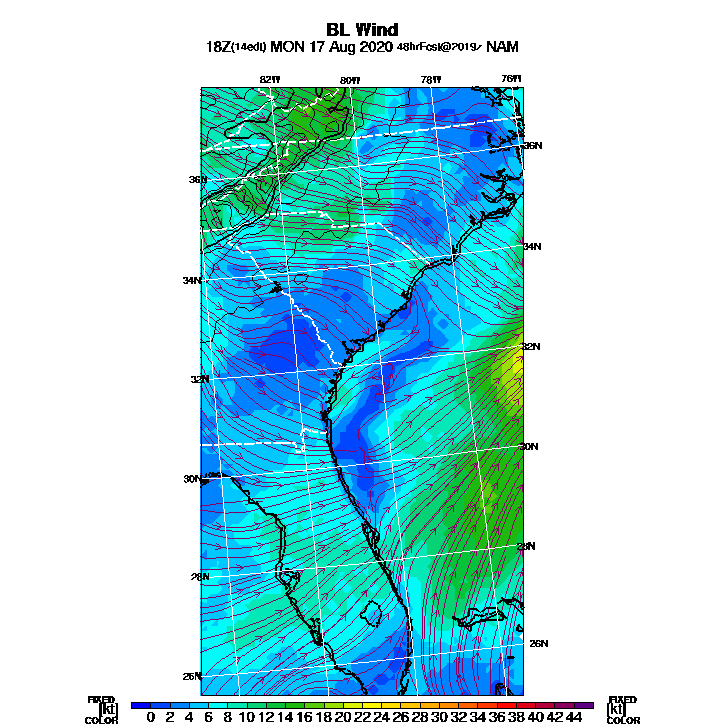 BL Wind
18Z(14edt) MON 17 Aug 2020 48hrFcst@2019z NAM
82W 80W 78W 76W
36N
36N
34N
34N
32N
32N
30N
30N
28N
28N
26N
26N
FIXED FIXED
[kt] 0 2 4 6 8 10 12 14 16 18 20 22 24 26 28 30 32 34 36 38 40 42 44 [kt]
COLOR COLOR